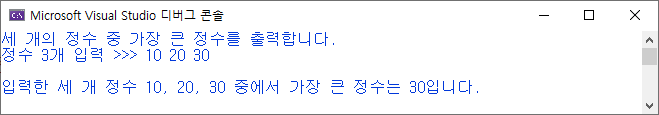 Microsoft Visual Studio 디버그 콘솔
세 개의 정수 중 가장 큰 정수를 출력합니다.
정수 3개 입력 >>> 10 20 30
입력한 세 개 정수 10, 20, 30 중에서 가장 큰 정수는 30입니다.